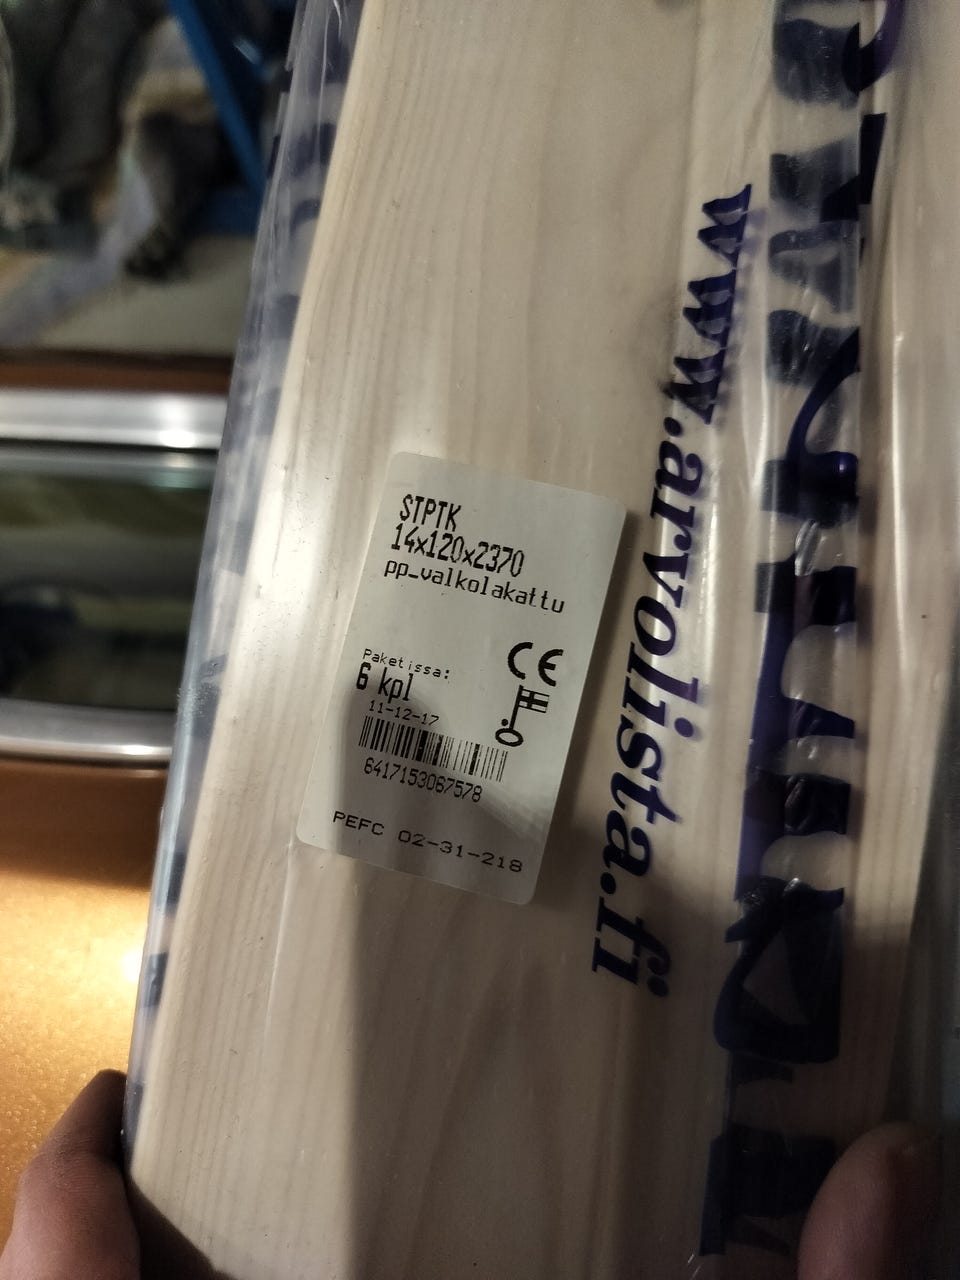 STPTK
14x120x2370
pp_valkolakattu
Paketissa:
6 kpl
CE
11-12-17
6417153067578
PEFC 02-31-218
www.arvolista.fi